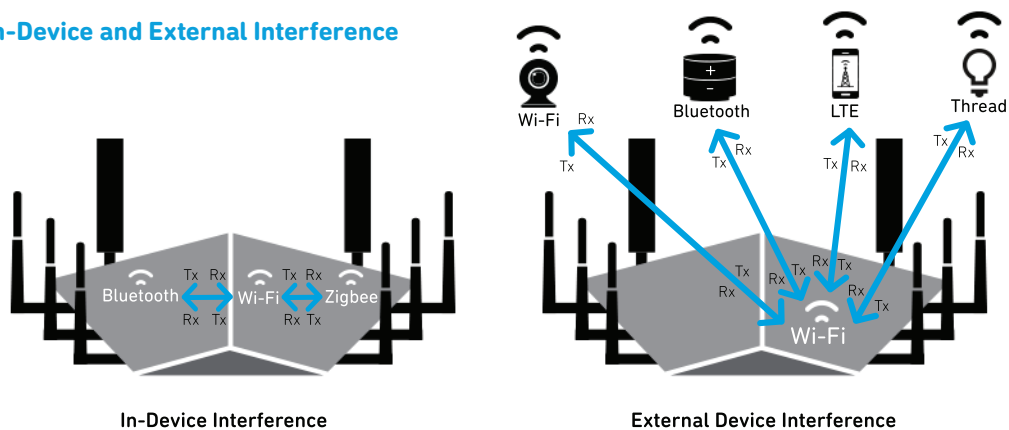 n-Device and External Interference
Wi-Fi
Bluetooth
LTE
Thread
Rx
Tx
Tx Rx
Tx Rx
Tx Rx
Tx Rx Tx Rx
Bluetooth Wi-Fi Zigbee
Rx Tx Rx Tx
Tx
Rx
Rx Tx
Rx Tx
Rx Tx
Wi-Fi
In-Device Interference
External Device Interference